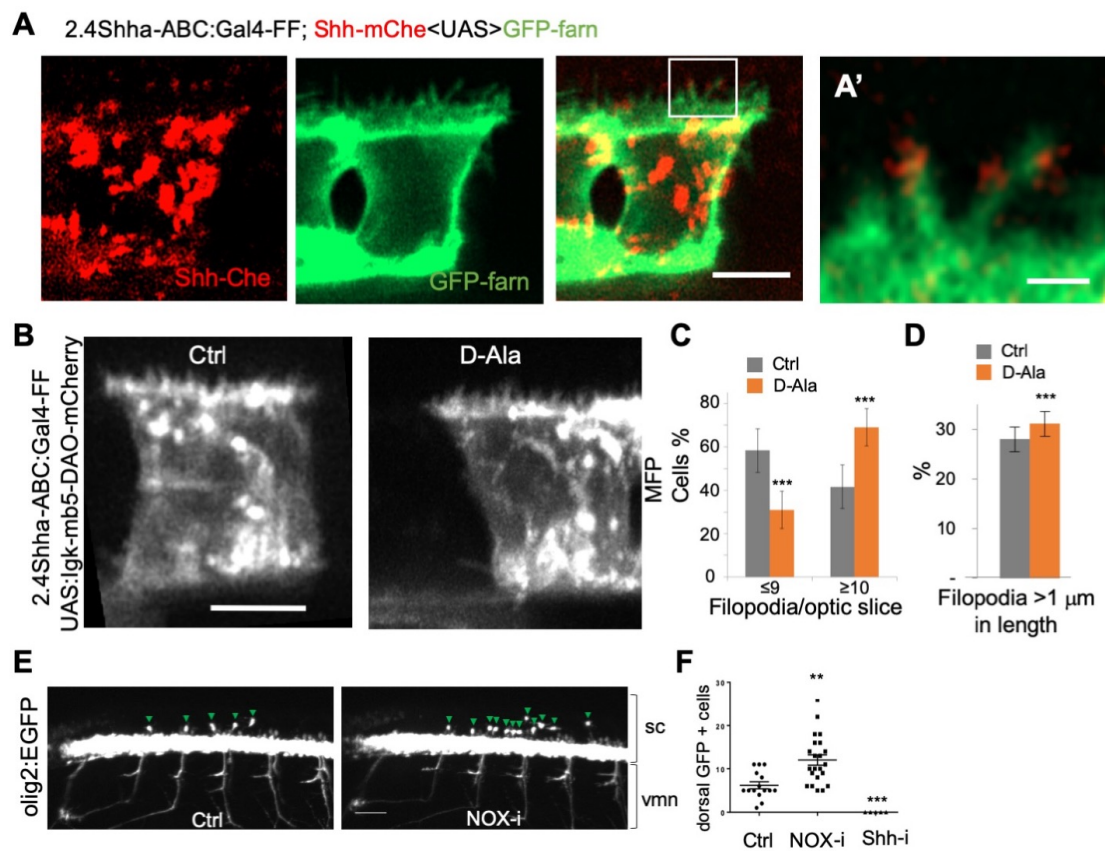 A
2.4Shha-ABC:Gal4-FF; Shh-mChe<UAS>GFP-farn
Shh-Che
GFP-farn
A'
B
2.4Shha-ABC:Gal4-FF
UAS:Igk-mb5-DAO-mCherry
Ctrl
D-Ala
C
Ctrl
D-Ala
MFP
Cells %
80
60
40
20
0
***
***
≤9
≥10
Filopodia/optic slice
D
Ctrl
D-Ala
%
30
20
10
-
***
Filopodia >1 µm
in length
E
olig2:EGFP
Ctrl
NOX-i
sc
vmn
F
dorsal GFP + cells
30
20
10
0
**
***
Ctrl
NOX-i
Shh-i